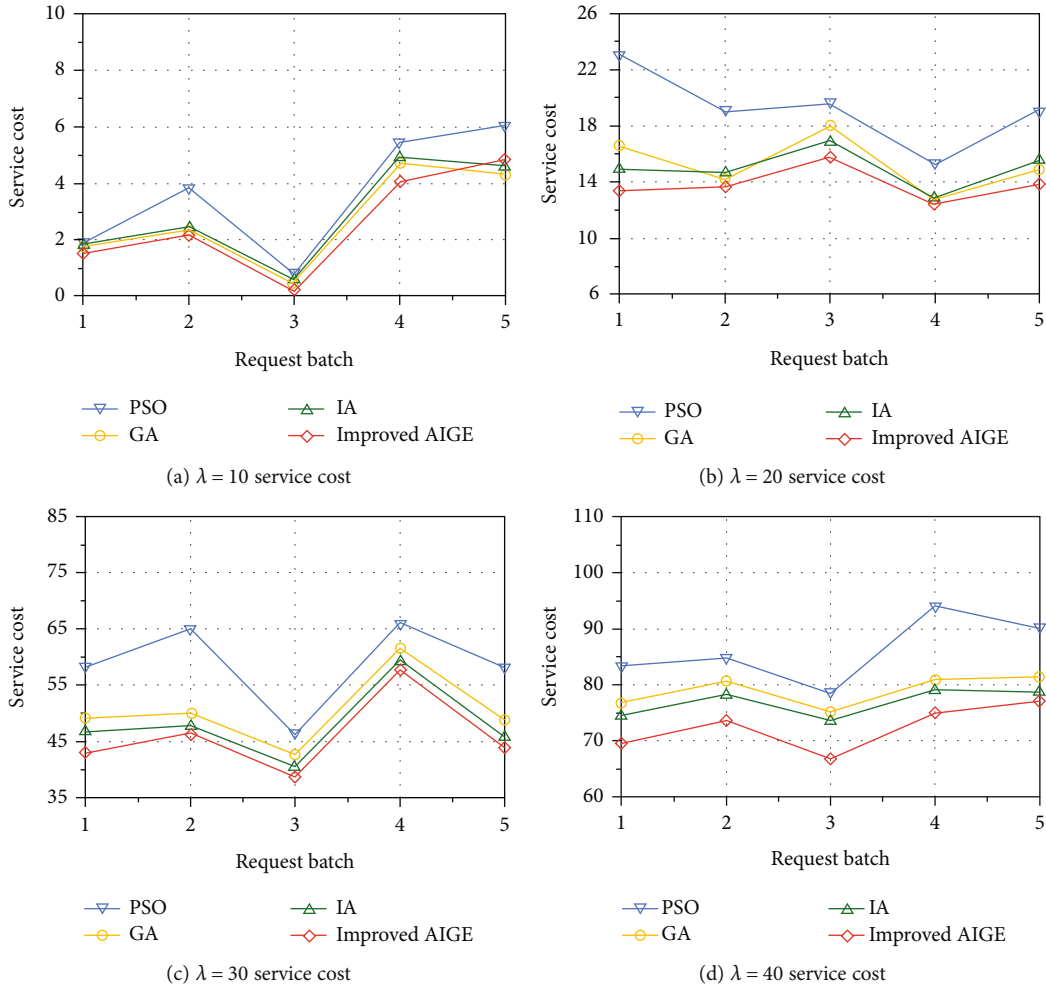 10
8
6
4
2
0
Service cost
1 2 3 4 5
Request batch
PSO IA
GA Improved AIGE
(a) λ = 10 service cost
26
22
18
14
10
6
Service cost
1 2 3 4 5
Request batch
PSO IA
GA Improved AIGE
(b) λ = 20 service cost
85
75
65
55
45
35
Service cost
1 2 3 4 5
Request batch
PSO IA
GA Improved AIGE
(c) λ = 30 service cost
110
100
90
80
70
60
Service cost
1 2 3 4 5
Request batch
PSO IA
GA Improved AIGE
(d) λ = 40 service cost